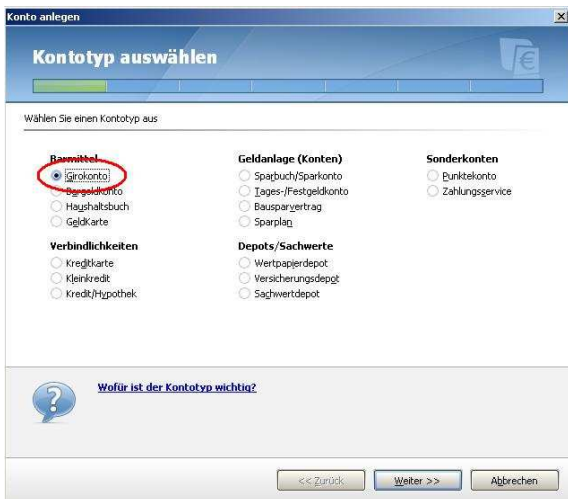 Konto anlegen
Kontotyp auswählen
Wählen Sie einen Kontotyp aus
Barmittel
Girokonto
Bargeldkonto
Haushaltsbuch
GeldKarte
Verbindlichkeiten
Kreditkarte
Kleinkredit
Kredit/Hypothek
Geldanlage (Konten)
Sparbuch/Sparkonto
Tages-/Festgeldkonto
Bausparvertrag
Sparplan
Depots/Sachwerte
Wertpapierdepot
Versicherungsdepot
Sachwertdepot
Sonderkonten
Punktekonto
Zahlungsservice
Wofür ist der Kontotyp wichtig?
<< Zurück
Weiter >>
Abbrechen